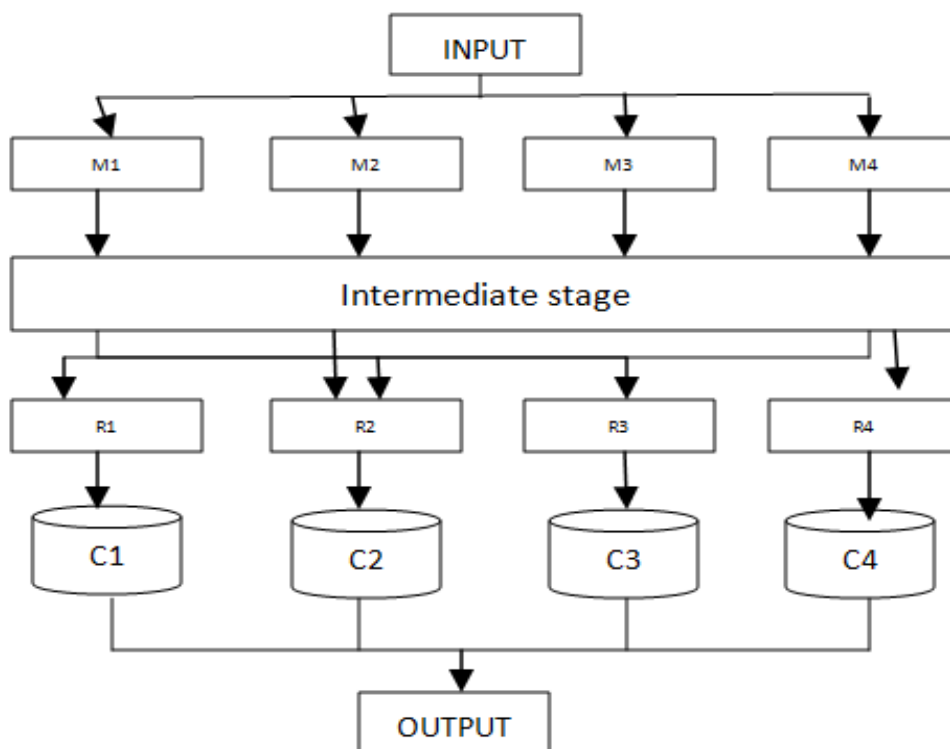 INPUT
M1
M2
M3
M4
Intermediate stage
R1
R2
R3
R4
C1
C2
C3
C4
OUTPUT